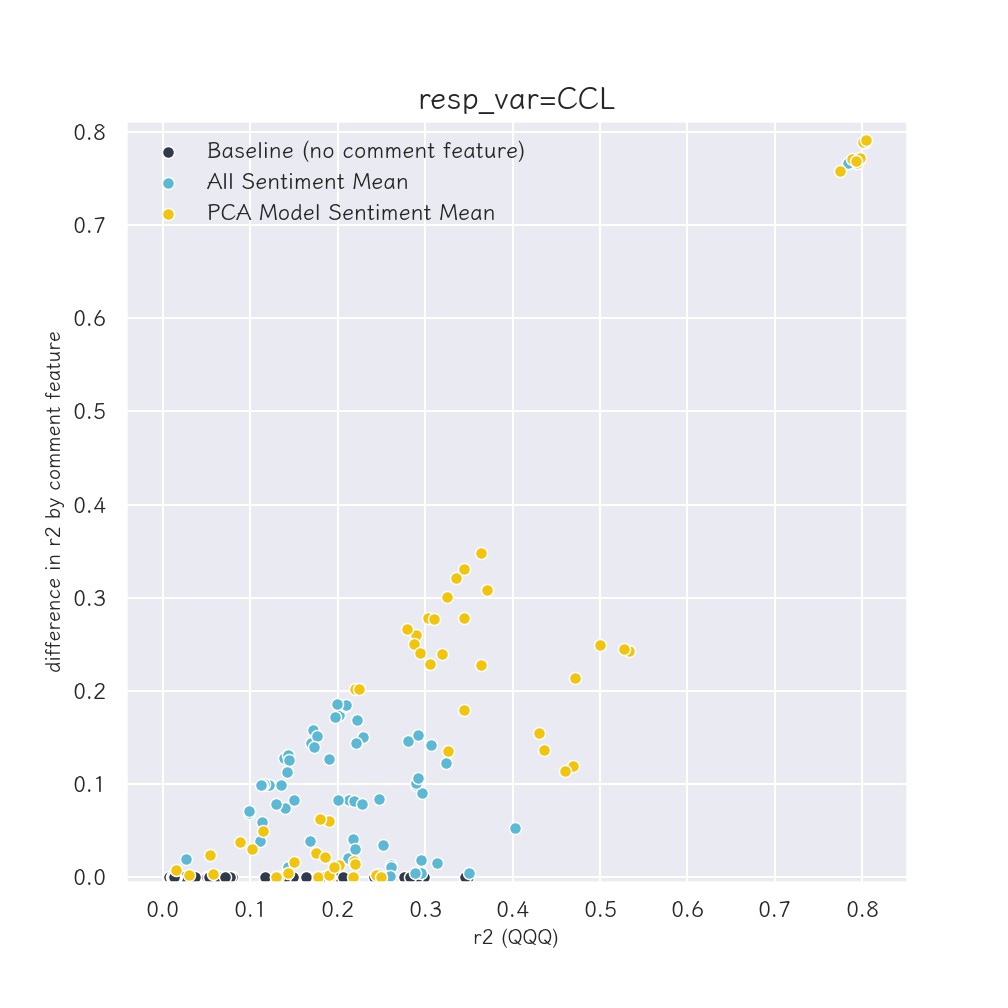 resp_var=CCL
Baseline (no comment feature)
All Sentiment Mean
PCA Model Sentiment Mean
difference in r2 by comment feature
0.8
0.7
0.6
0.5
0.4
0.3
0.2
0.1
0.0
0.0 0.1 0.2 0.3 0.4 0.5 0.6 0.7 0.8
r2 (QQQ)